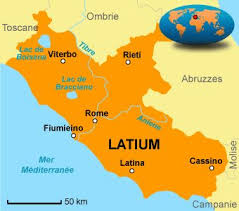 Toscane
Ombrie
Lac de
Bolsena
Viterbo
Tibre
Rieti
Lac de
Bracciano
Abruzzes
Rome
Aniene
Fiumieino
LATIUM
Mer
Méditerranée
Latina
Cassino
Molise
50 km
Campanie